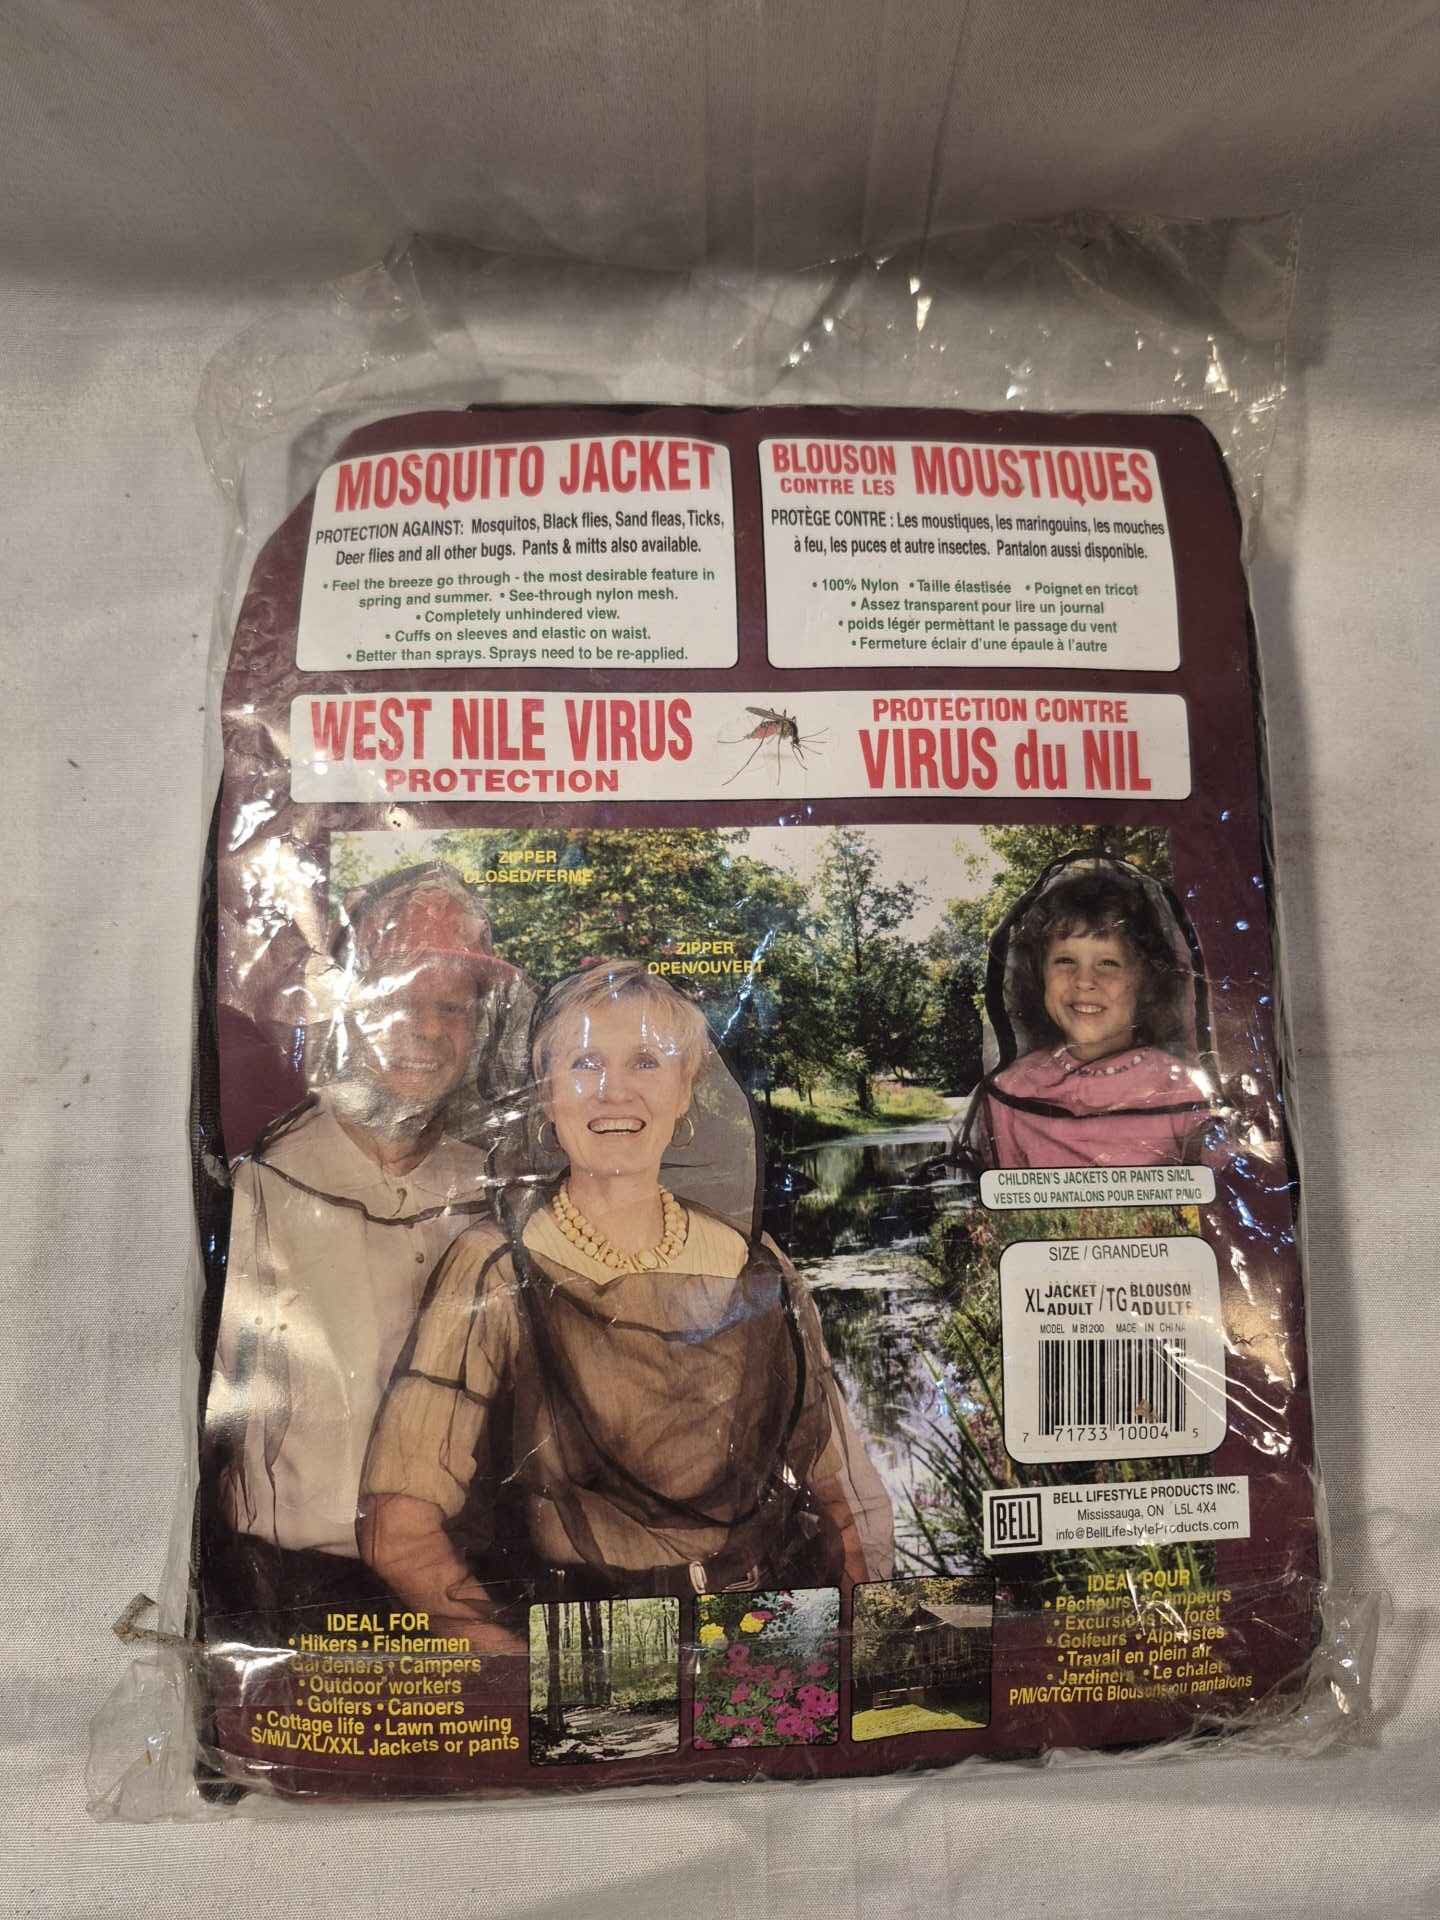 MOSQUITO JACKET
PROTECTION AGAINST: Mosquitos, Black flies, Sand fleas, Ticks,
Deer flies and all other bugs. Pants & mitts also available.
• Feel the breeze go through - the most desirable feature in
spring and summer. • See-through nylon mesh.
• Completely unhindered view.
• Cuffs on sleeves and elastic on waist.
• Better than sprays. Sprays need to be re-applied.
BLOUSON
CONTRE LES MOUSTIQUES
PROTÈGE CONTRE : Les moustiques, les maringouins, les mouches
à feu, les puces et autre insectes. Pantalon aussi disponible.
• 100% Nylon • Taille élastisée • Poignet en tricot
• Assez transparent pour lire un journal
• poids léger permèttant le passage du vent
• Fermeture éclair d'une épaule à l'autre
WEST NILE VIRUS
PROTECTION
PROTECTION CONTRE
VIRUS du NIL
ZIPPER
CLOSED/FERMÉ
ZIPPER
OPEN/OUVERT
CHILDREN'S JACKETS OR PANTS S/M/L
VESTES OU PANTALONS POUR ENFANT P/M/G
SIZE / GRANDEUR
XL JACKET ADULT / TG BLOUSON ADULTE
MODEL MB1200 MADE IN CHINA
7 71733 10004 5
BELL
BELL LIFESTYLE PRODUCTS INC.
Mississauga, ON L5L 4X4
info@BellLifestyleProducts.com
IDEAL FOR
• Hikers • Fishermen
Gardeners • Campers
• Outdoor workers
• Golfers • Canoers
• Cottage life • Lawn mowing
S/M/L/XL/XXL Jackets or pants
IDEAL POUR
• Pêcheurs • Campeurs
• Excursions en forêt
• Golfeurs • Alpinistes
• Travail en plein air
• Jardiniers • Le chalet
P/M/G/TG/TTG Blousons ou pantalons